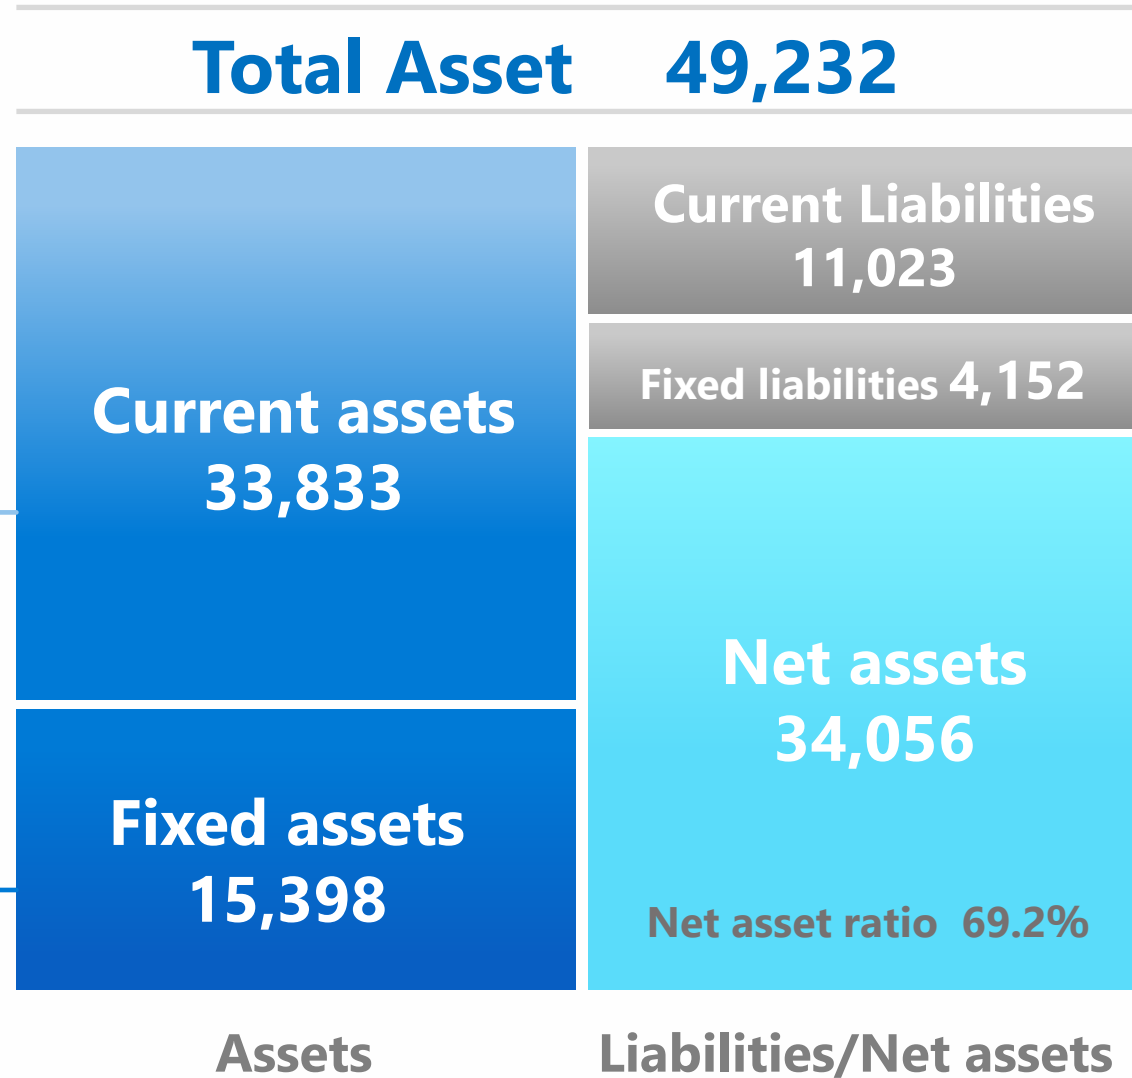 Total Asset 49,232
Current assets
33,833
Fixed assets
15,398
Assets
Current Liabilities
11,023
Fixed liabilities 4,152
Net assets
34,056
Net asset ratio 69.2%
Liabilities/Net assets